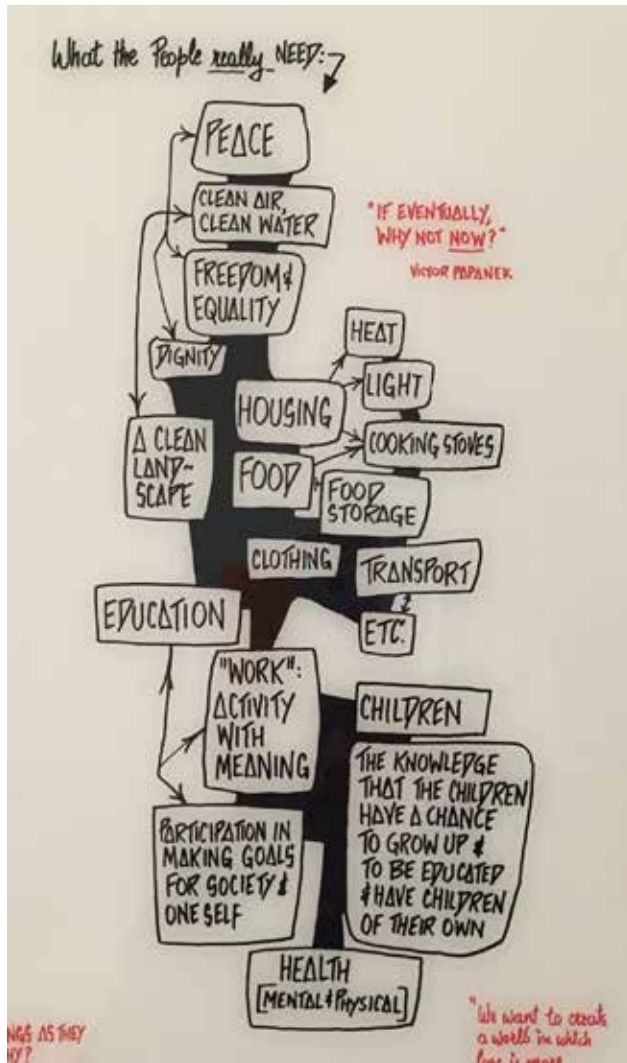 What the People really NEED:
PEACE
CLEAN AIR,
CLEAN WATER
"IF EVENTUALLY,
WHY NOT NOW?"
VICTOR PAPANEK
FREEDOM &
EQUALITY
DIGNITY
HEAT
LIGHT
HOUSING
COOKING STOVES
A CLEAN
LAND~
SCAPE
FOOD
FOOD
STORAGE
CLOTHING
TRANSPORT
ETC.
EDUCATION
"WORK":
ACTIVITY
WITH
MEANING
CHILDREN
THE KNOWLEDGE
THAT THE CHILDREN
HAVE A CHANCE
TO GROW UP &
TO BE EDUCATED
& HAVE CHILDREN
OF THEIR OWN
PARTICIPATION IN
MAKING GOALS
FOR SOCIETY &
ONE SELF
HEALTH
[MENTAL & PHYSICAL]
NGS AS THEY
HY?
"We want to create
a world in which